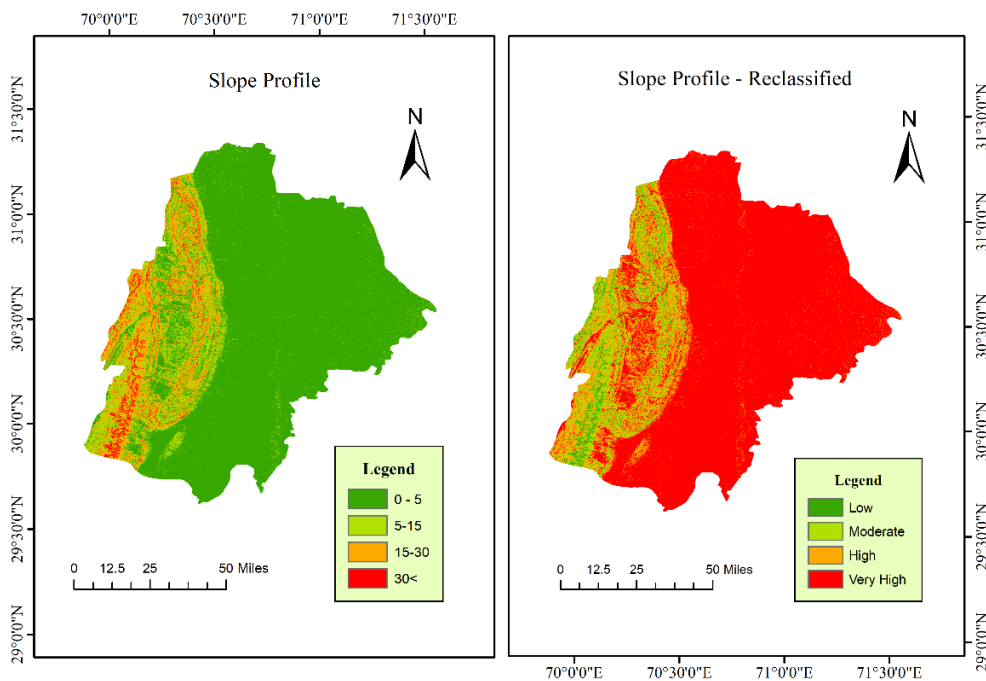 70°0'0"E 70°30'0"E 71°0'0"E 71°30'0"E
Slope Profile
N
31°30'0"N
31°0'0"N
30°30'0"N
30°0'0"N
29°30'0"N
29°0'0"N
Legend
0 - 5
5-15
15-30
30<
0 12.5 25 50 Miles
Slope Profile - Reclassified
N
31°30'0"N
31°0'0"N
30°30'0"N
30°0'0"N
29°30'0"N
29°0'0"N
Legend
Low
Moderate
High
Very High
0 12.5 25 50 Miles
70°0'0"E 70°30'0"E 71°0'0"E 71°30'0"E